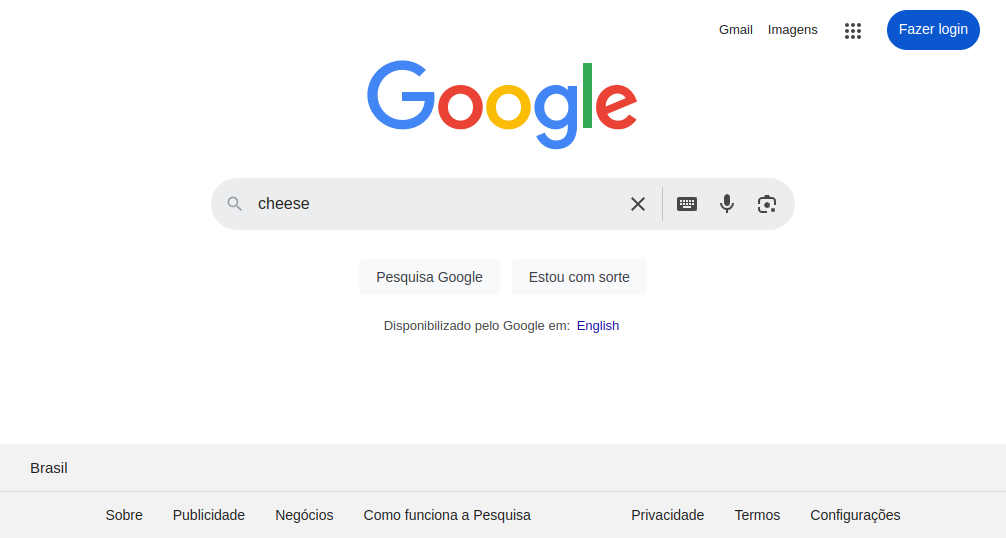 Gmail Imagens Fazer login
Google
cheese
Pesquisa Google Estou com sorte
Disponibilizado pelo Google em: English
Brasil
Sobre Publicidade Negócios Como funciona a Pesquisa Privacidade Termos Configurações